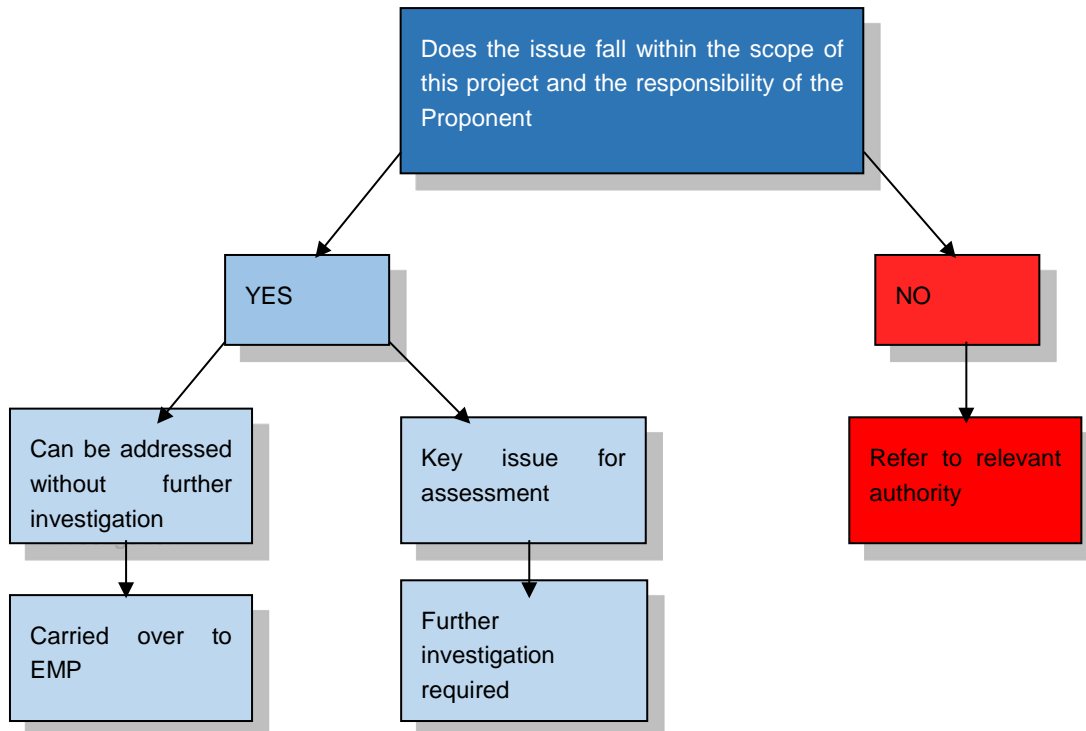 Does the issue fall within the scope of
this project and the responsibility of the
Proponent
YES
NO
Can be addressed
without further
investigation
Key issue for
assessment
Refer to relevant
authority
Carried over to
EMP
Further
investigation
required